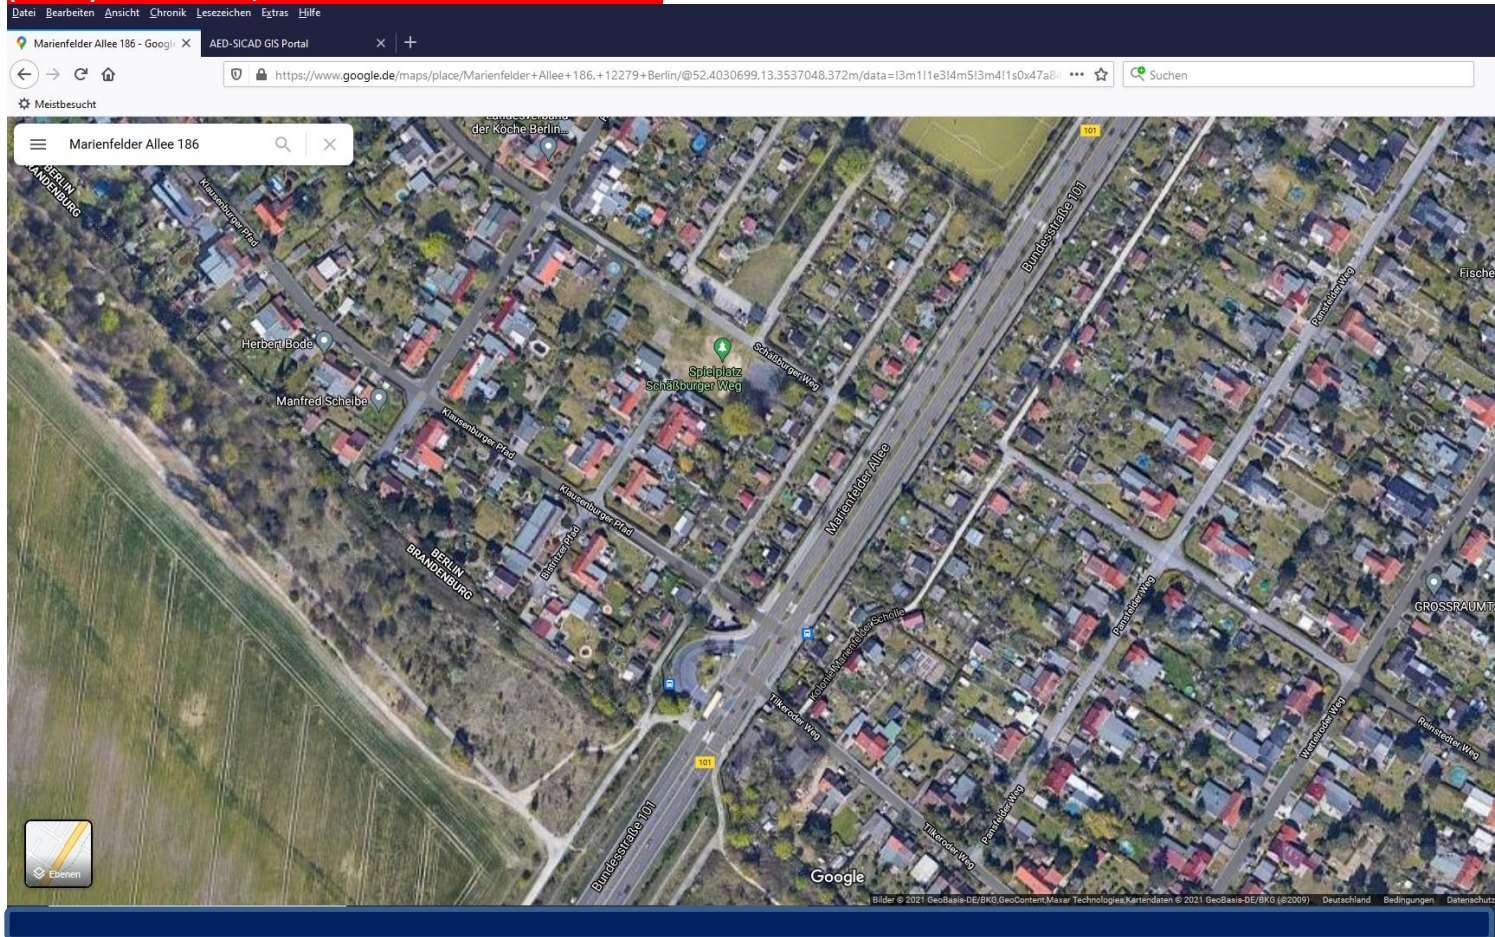 Datei Bearbeiten Ansicht Chronik Lesezeichen Extras Hilfe
Marienfelder Allee 186 - Google
AED-SICAD GIS Portal
https://www.google.de/maps/place/Marienfelder+Allee+186,+12279+Berlin/@52.4030699,13.3537048,372m/data=!3m1!1e3!4m5!3m4!1s0x47a84
Suchen
Meistbesucht
Marienfelder Allee 186
Landesverband
der Köche Berlin...
101
BERLIN
BRANDENBURG
Klausenburger Pfad
Bundesstraße 101
Pansfelder Weg
Fische
Herbert Bode
Spielplatz
Schäßburger Weg
Schäßburger Weg
Manfred Scheibe
Klausenburger Pfad
Marienfelder Allee
Klausenburger Pfad
Bistritzer Pfad
BERLIN
BRANDENBURG
Pansfelder Weg
GROSSRAUMT
Kolonie Marienfelder Scholle
Tilkeroder Weg
Wettelroder Weg
Reinstedter Weg
101
Bundesstraße 101
Pansfelder Weg
Tilkeroder Weg
Ebenen
Google
Bilder © 2021 GeoBasis-DE/BKG,GeoContent,Maxar Technologies,Kartendaten © 2021 GeoBasis-DE/BKG (©2009) Deutschland Bedingungen Datenschutz